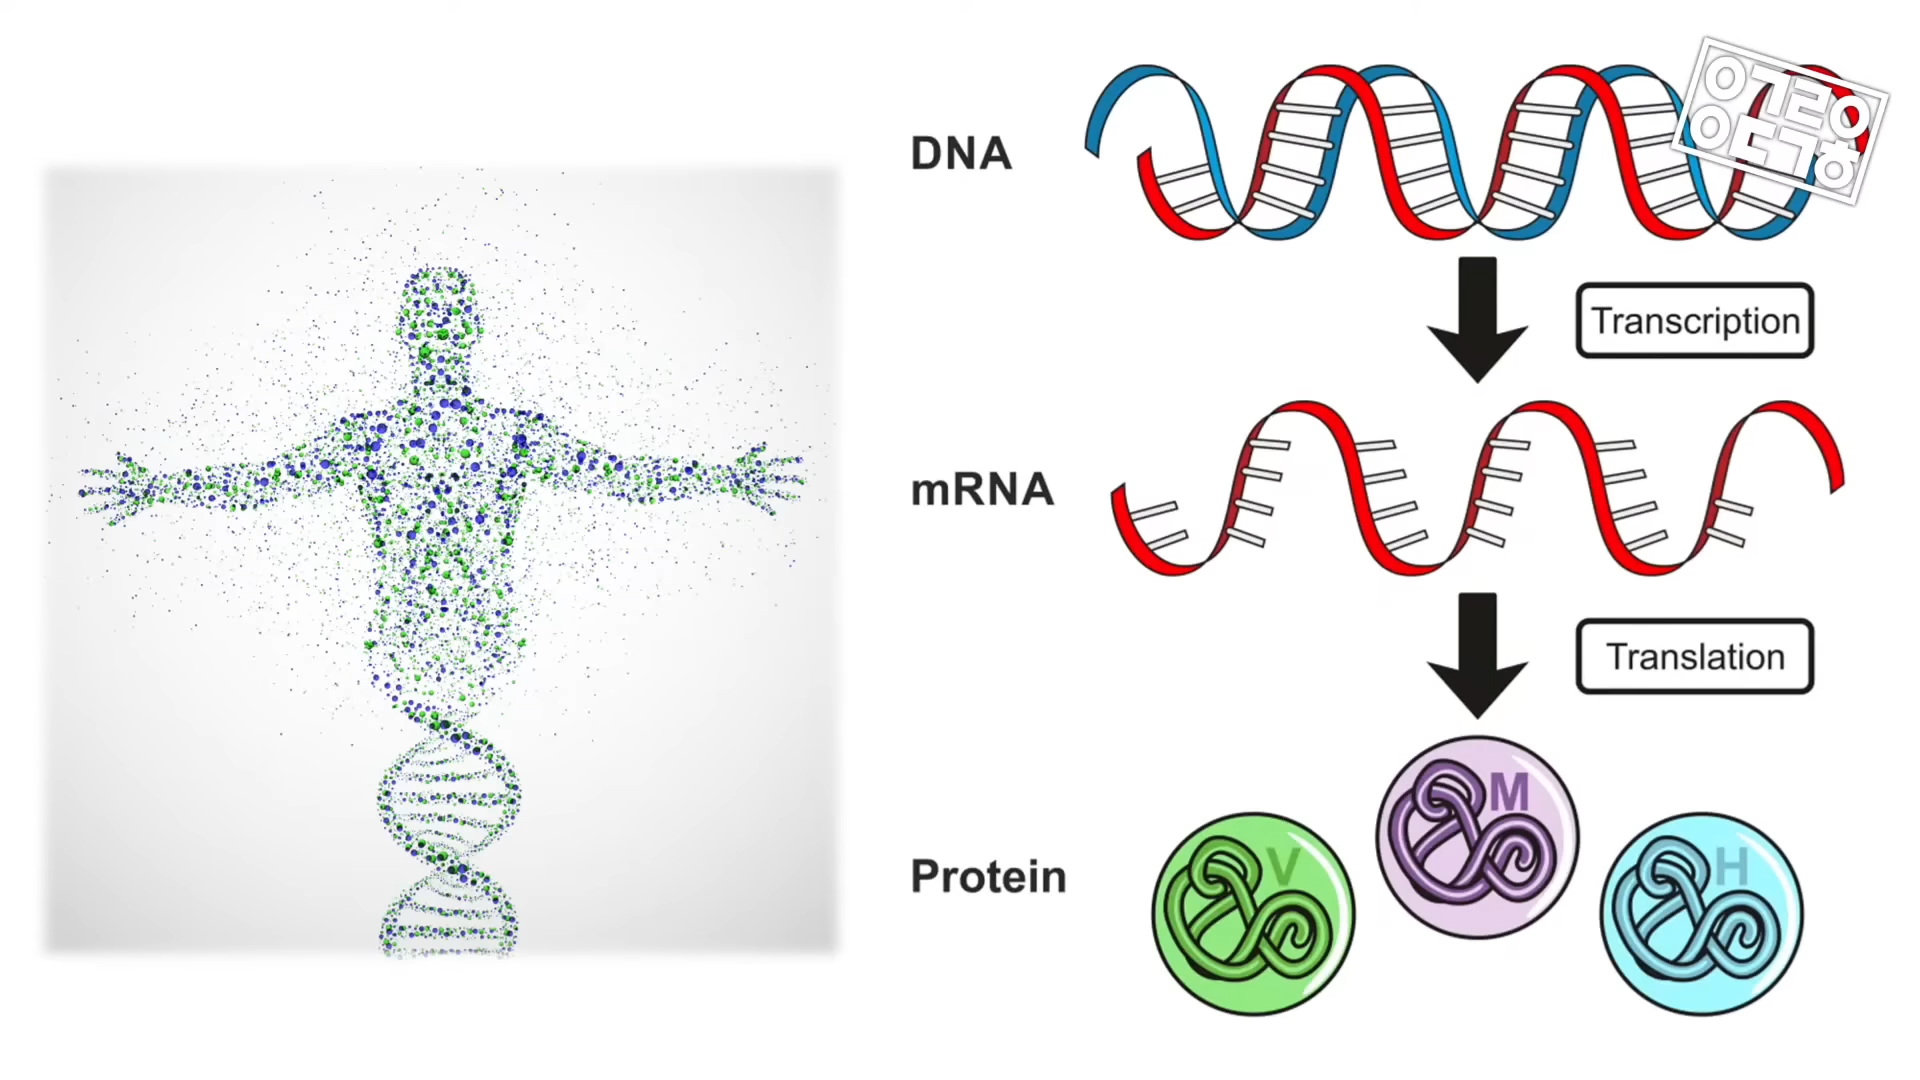 DNA
Transcription
mRNA
Translation
Protein
M
V
H